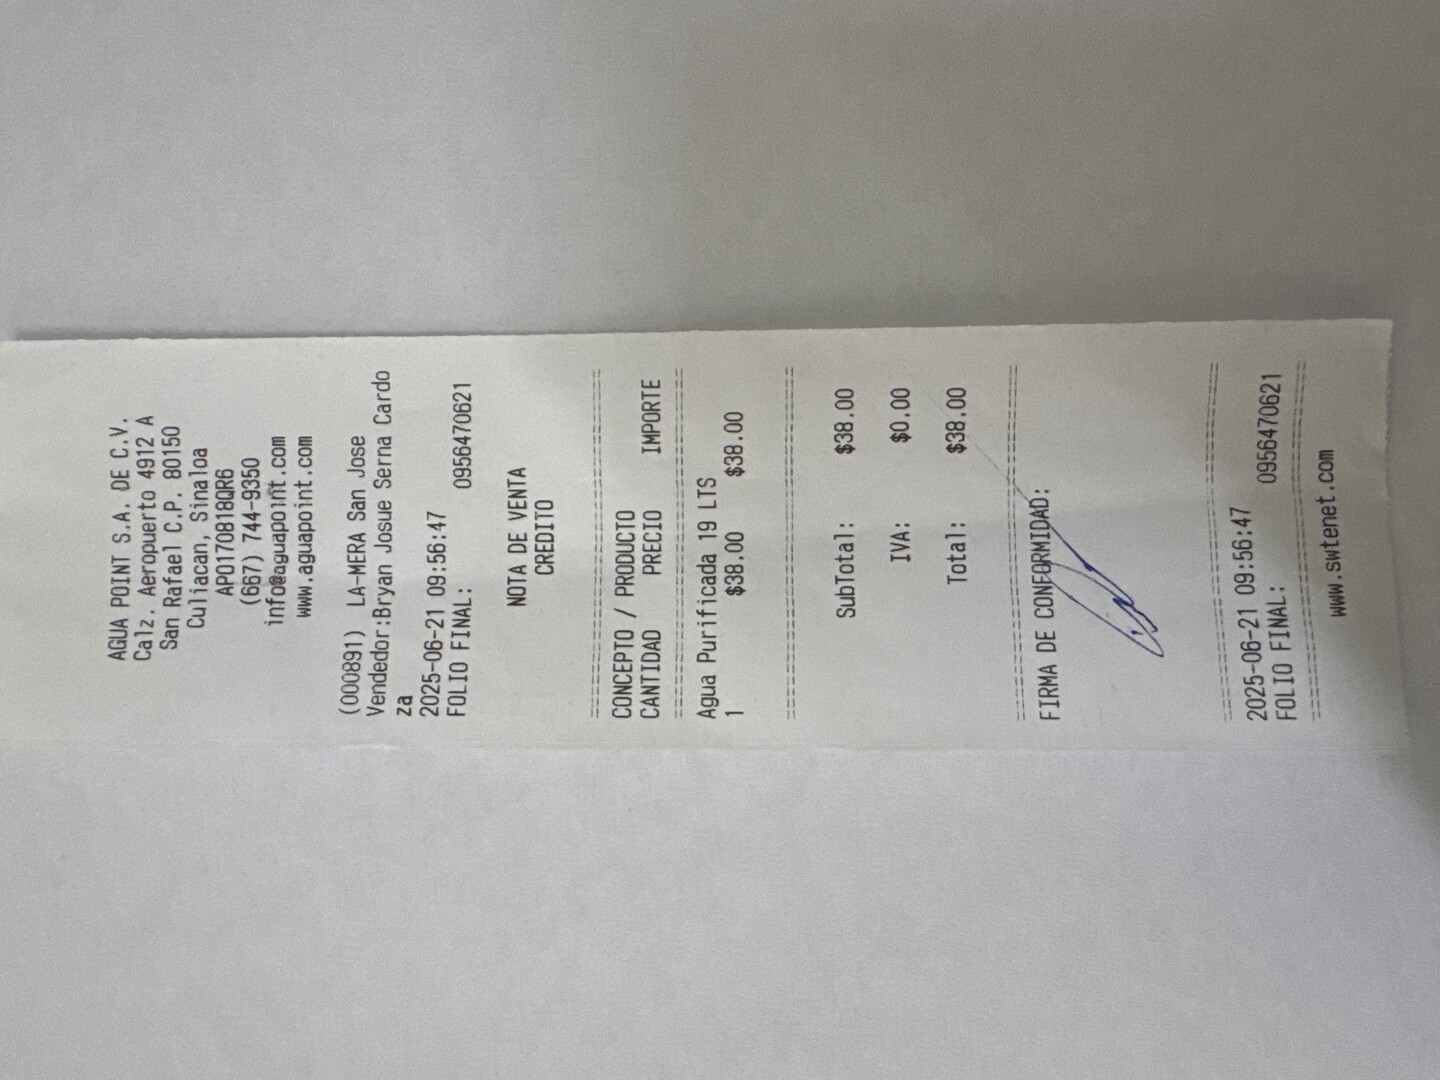 AGUA POINT S.A. DE C.V.
Calz. Aeropuerto 4912 A
San Rafael C.P. 80150
Culiacan, Sinaloa
APO170818QR6
(667) 744-9350
info@aguapoint.com
www.aguapoint.com
(000891) LA-MERA San Jose
Vendedor:Bryan Josue Serna Cardo
za
2025-06-21 09:56:47
FOLIO FINAL: 0956470621
NOTA DE VENTA
CREDITO
CONCEPTO / PRODUCTO
CANTIDAD PRECIO IMPORTE
Agua Purificada 19 LTS
1 $38.00 $38.00
SubTotal: $38.00
IVA: $0.00
Total: $38.00
FIRMA DE CONFORMIDAD:
2025-06-21 09:56:47
FOLIO FINAL: 0956470621
www.swtenet.com